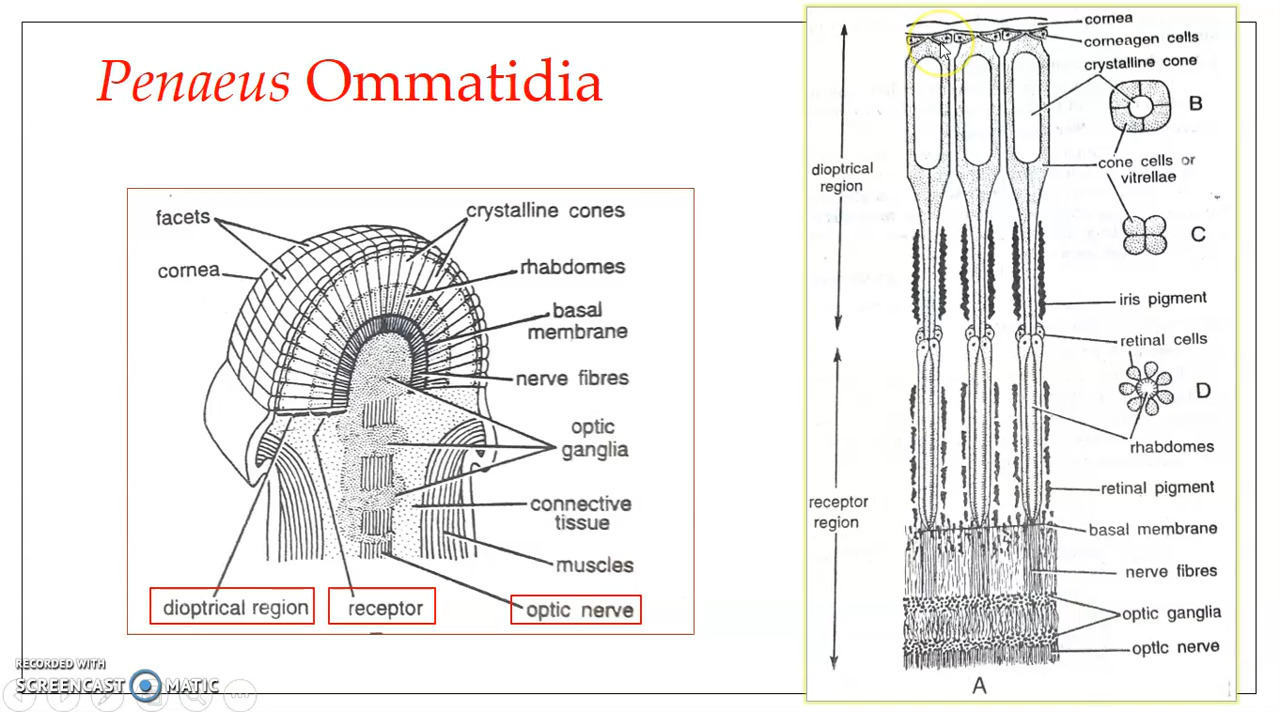 Penaeus Ommatidia
facets
cornea
crystalline cones
rhabdomes
basal
membrane
nerve fibres
optic
ganglia
connective
tissue
muscles
dioptrical region
receptor
optic nerve
cornea
corneagen cells
crystalline cone
B
dioptrical
region
cone cells or
vitrellae
C
iris pigment
retinal cells
D
rhabdomes
retinal pigment
receptor
region
basal membrane
nerve fibres
optic ganglia
optic nerve
A
RECORDED WITH
SCREENCAST MATIC